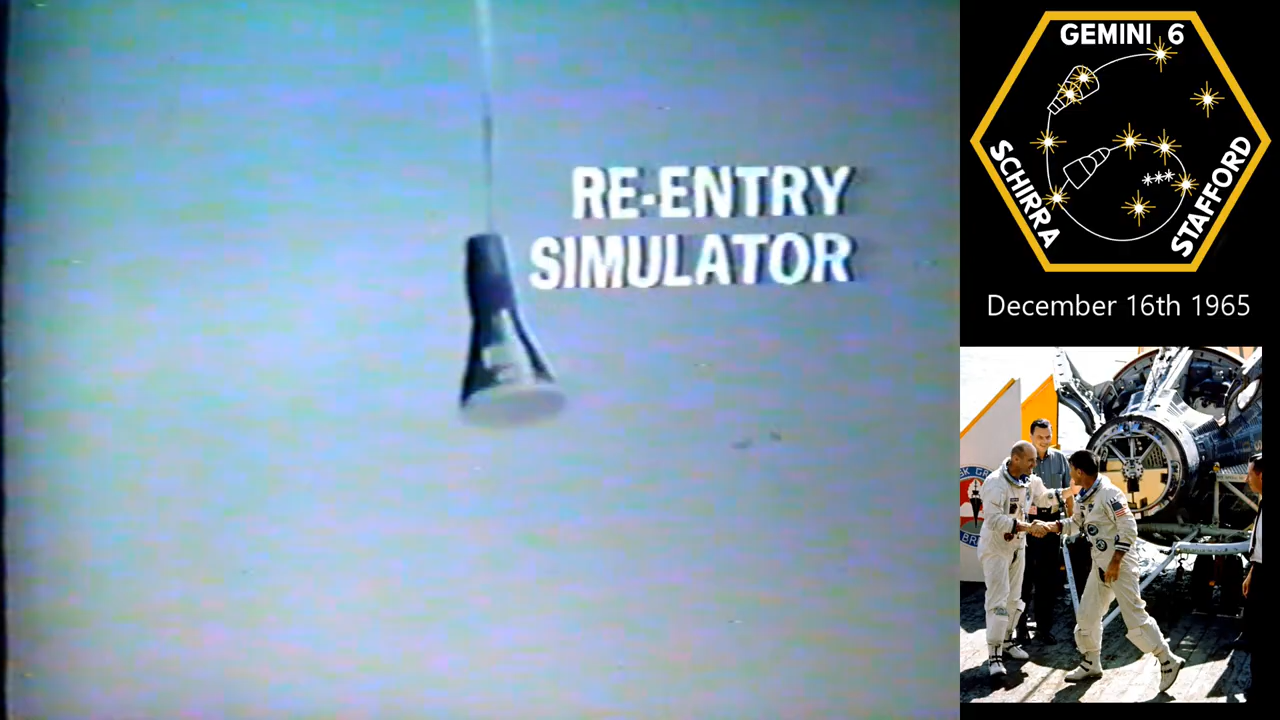 RE-ENTRY
SIMULATOR
GEMINI 6
SCHIRRA
STAFFORD
December 16th 1965